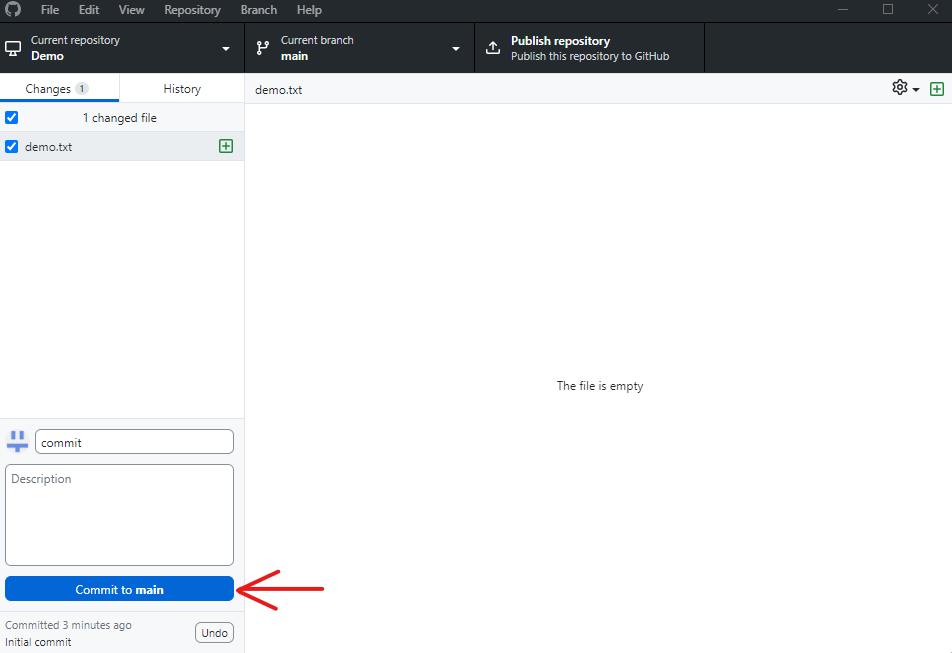 File Edit View Repository Branch Help
Current repository
Demo
Current branch
main
Publish repository
Publish this repository to GitHub
Changes 1
History
demo.txt
1 changed file
demo.txt
The file is empty
commit
Description
Commit to main
Committed 3 minutes ago
Initial commit
Undo